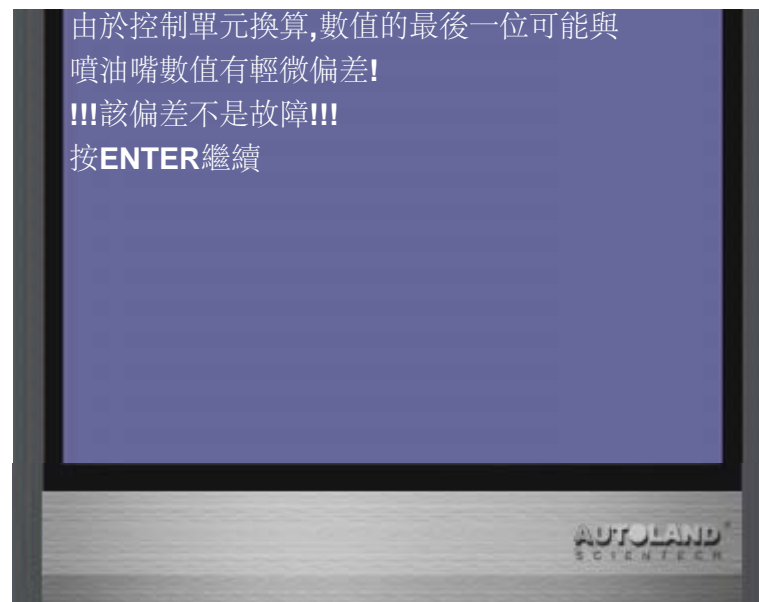 由於控制單元換算,數值的最後一位可能與
噴油嘴數值有輕微偏差!
!!!該偏差不是故障!!!
按ENTER繼續
AUTOLAND
SCIENTECH